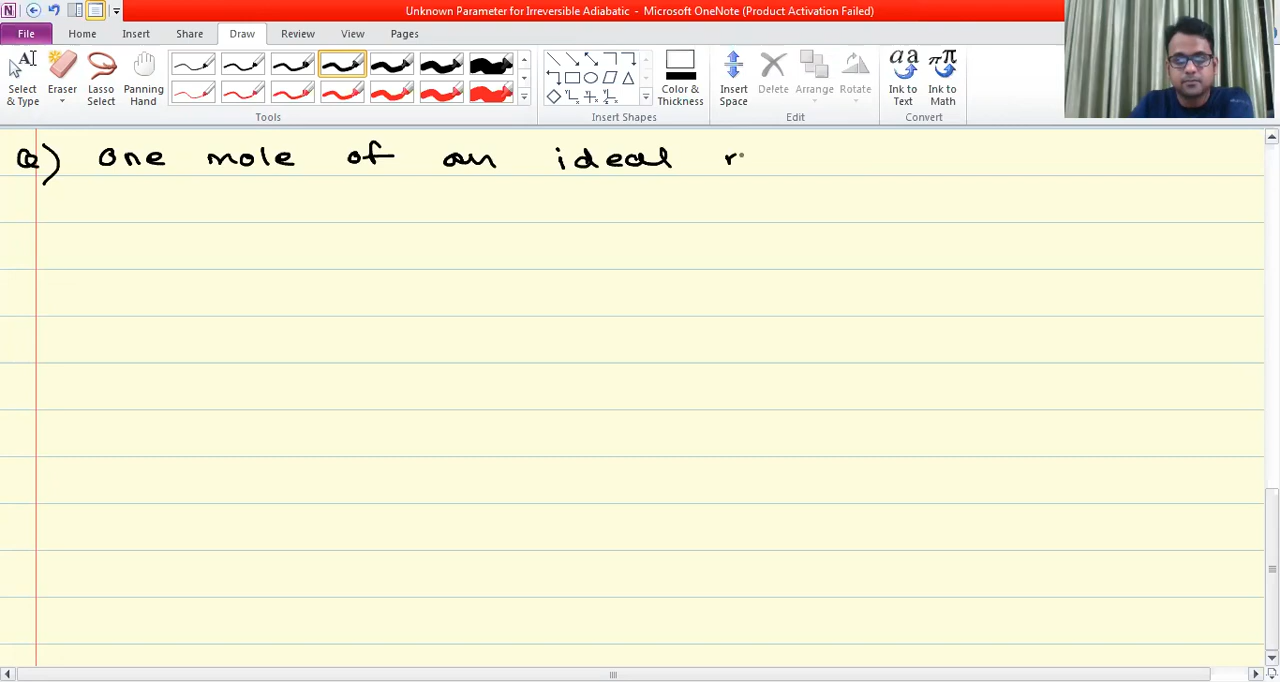 Unknown Parameter for Irreversible Adiabatic - Microsoft OneNote (Product Activation Failed)
File Home Insert Share Draw Review View Pages
Select & Type Eraser Lasso Select Panning Hand Color & Thickness Insert Space Delete Arrange Rotate Ink to Text Ink to Math
Tools Insert Shapes Edit Convert
Q) One mole of an ideal